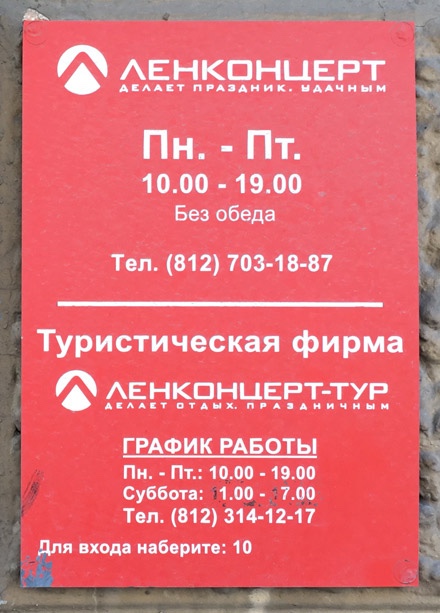 ЛЕНКОНЦЕРТ
ДЕЛАЕТ ПРАЗДНИК. УДАЧНЫМ
Пн. - Пт.
10.00 - 19.00
Без обеда
Тел. (812) 703-18-87
Туристическая фирма
ЛЕНКОНЦЕРТ-ТУР
ДЕЛАЕТ ОТДЫХ. ПРАЗДНИЧНЫМ
ГРАФИК РАБОТЫ
Пн. - Пт.: 10.00 - 19.00
Суббота: 11.00 - 17.00
Тел. (812) 314-12-17
Для входа наберите: 10